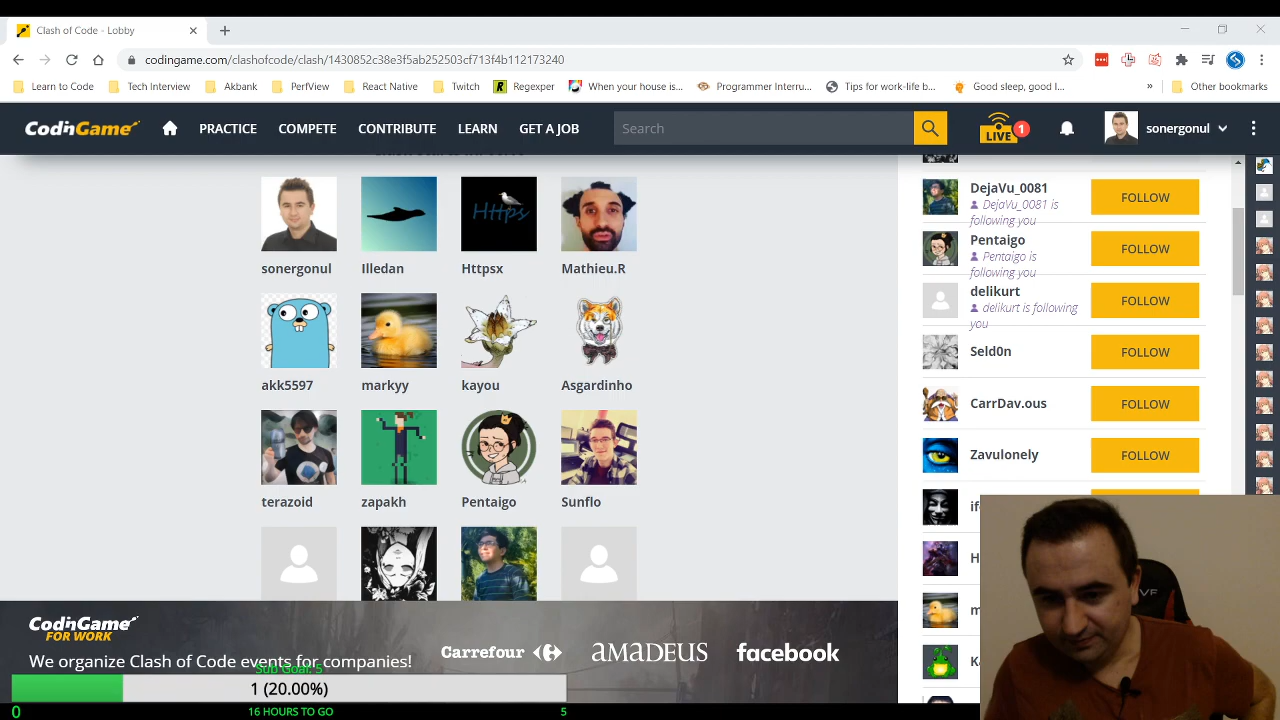 Clash of Code - Lobby
codingame.com/clashofcode/clash/1430852c39c2f5ab252503cf713f4b112173240
Learn to Code
Tech Interview
Akbank
PerfView
React Native
Twitch
Regexper
When your house is...
Programmer Interru...
Tips for work-life b...
Good sleep, good l...
»
Other bookmarks
CodinGame
PRACTICE
COMPETE
CONTRIBUTE
LEARN
GET A JOB
Search
LIVE
1
sonergonul
sonergonul
Illedan
Https
Httpsx
Mathieu.R
akk5597
markyy
kayou
Asgardinho
terazoid
zapakh
Pentaigo
Sunflo
DejaVu_0081
DejaVu_0081 is
following you
FOLLOW
Pentaigo
Pentaigo is
following you
FOLLOW
delikurt
delikurt is following
you
FOLLOW
Seld0n
FOLLOW
CarrDav.ous
FOLLOW
Zavulonely
FOLLOW
CodinGame
FOR WORK
We organize Clash of Code events for companies!
Carrefour
AMADEUS
facebook
Sub Goal: 5
1 (20.00%)
0
16 HOURS TO GO
5